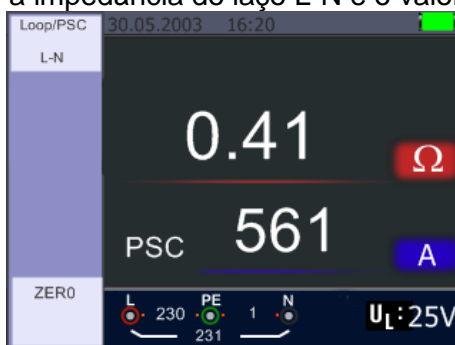 a impedância do laço L-N e o valor
Loop/PSC 30.05.2003 16:20
L-N
0.41 Ω
PSC 561 A
ZER0
L PE N
230 1
231
UL:25V